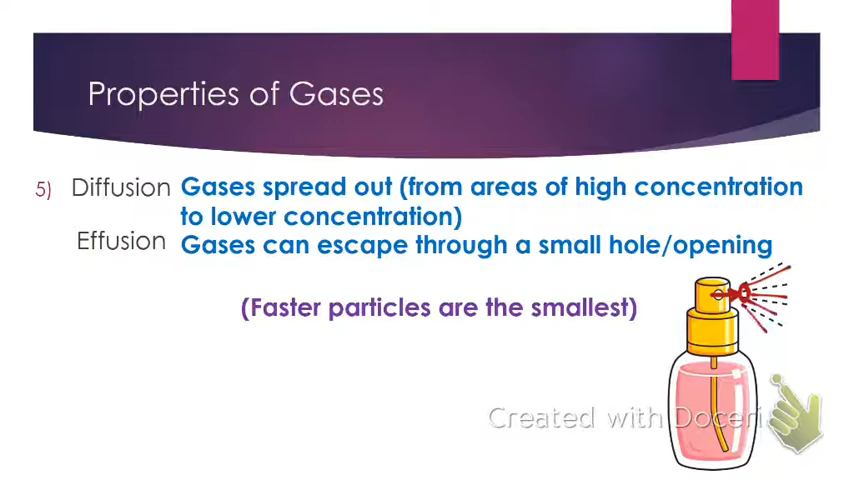 Properties of Gases
5) Diffusion Gases spread out (from areas of high concentration
to lower concentration)
Effusion Gases can escape through a small hole/opening
(Faster particles are the smallest)
Created with Doceri